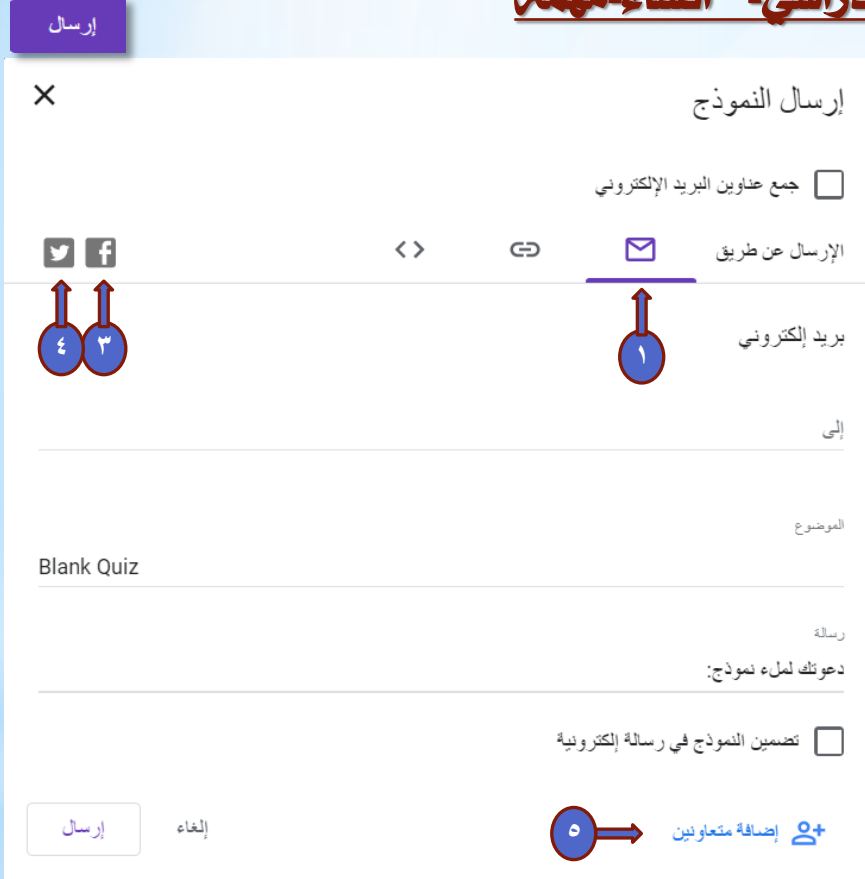 إرسال
إرسال النموذج
جمع عناوين البريد الإلكتروني
الإرسال عن طريق
١
٣
٤
بريد إلكتروني
إلى
الموضوع
Blank Quiz
رسالة
دعوتك لملء نموذج:
تضمين النموذج في رسالة إلكترونية
إضافة متعاونين
٥
إلغاء
إرسال